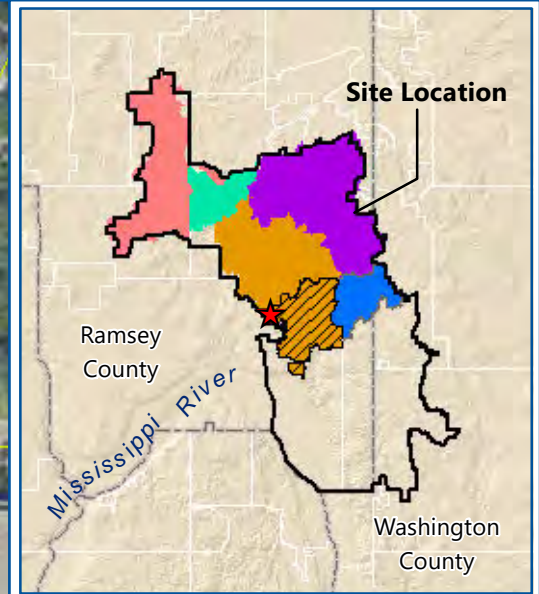 Site Location
Ramsey
County
Mississippi River
Washington
County